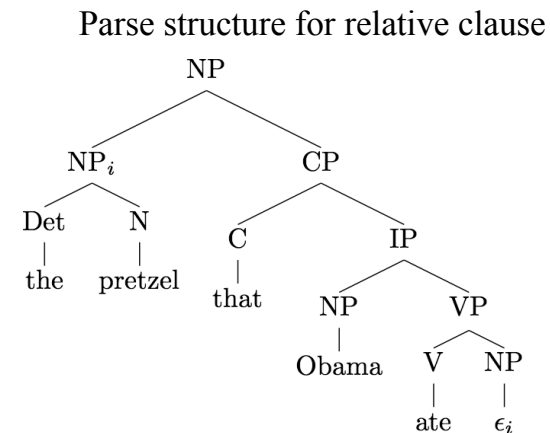 Parse structure for relative clause
NP
NPᵢ CP
Det N C IP
the pretzel that NP VP
Obama V NP
ate ϵᵢ